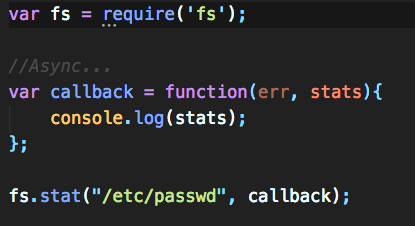 var fs = require('fs');
//Async...
var callback = function(err, stats){
    console.log(stats);
};
fs.stat("/etc/passwd", callback);